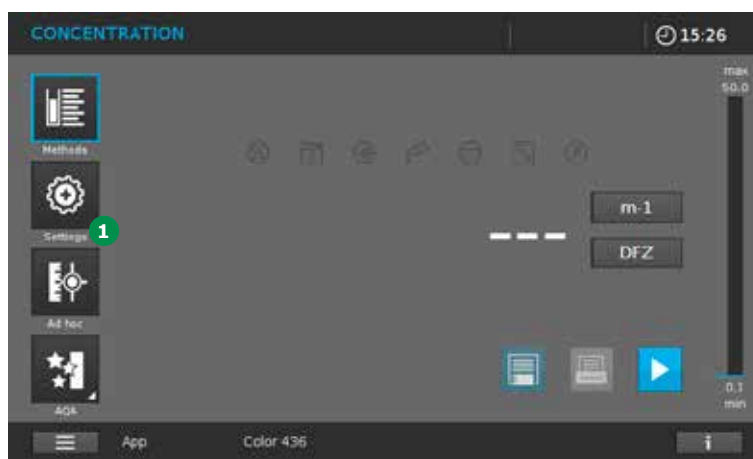 CONCENTRATION
15:26
max
50.0
Methods
Settings
1
m-1
DFZ
Ad hoc
AQA
0.1
min
App
Color 436
i